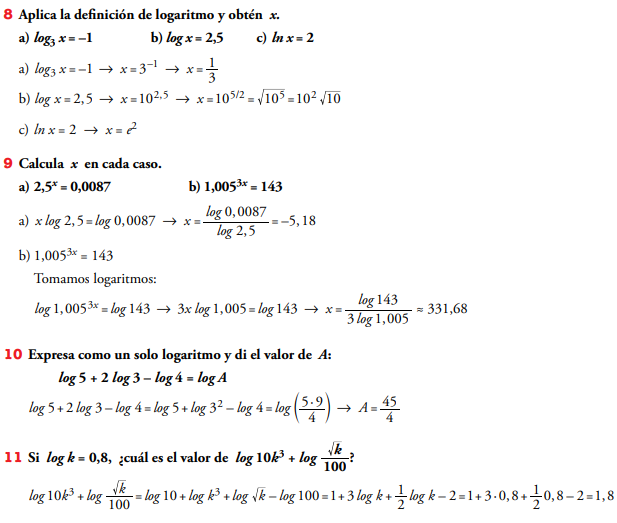 8 Aplica la definición de logaritmo y obtén x.
a) log₃ x = –1 b) log x = 2,5 c) ln x = 2
a) log₃ x = –1 → x = 3⁻¹ → x = 1/3
b) log x = 2,5 → x = 10^2,5 → x = 10^5/2 = √10⁵ = 10² √10
c) ln x = 2 → x = e²
9 Calcula x en cada caso.
a) 2,5ˣ = 0,0087 b) 1,005³ˣ = 143
a) x log 2,5 = log 0,0087 → x = log 0,0087 / log 2,5 = –5,18
b) 1,005³ˣ = 143
Tomamos logaritmos:
log 1,005³ˣ = log 143 → 3x log 1,005 = log 143 → x = log 143 / 3 log 1,005 ≈ 331,68
10 Expresa como un solo logaritmo y di el valor de A:
log 5 + 2 log 3 – log 4 = log A
log 5 + 2 log 3 – log 4 = log 5 + log 3² – log 4 = log (5 · 9 / 4) → A = 45/4
11 Si log k = 0,8, ¿cuál es el valor de log 10k³ + log √k/100?
log 10k³ + log √k/100 = log 10 + log k³ + log √k – log 100 = 1 + 3 log k + 1/2 log k – 2 = 1 + 3 · 0,8 + 1/2 0,8 – 2 = 1,8